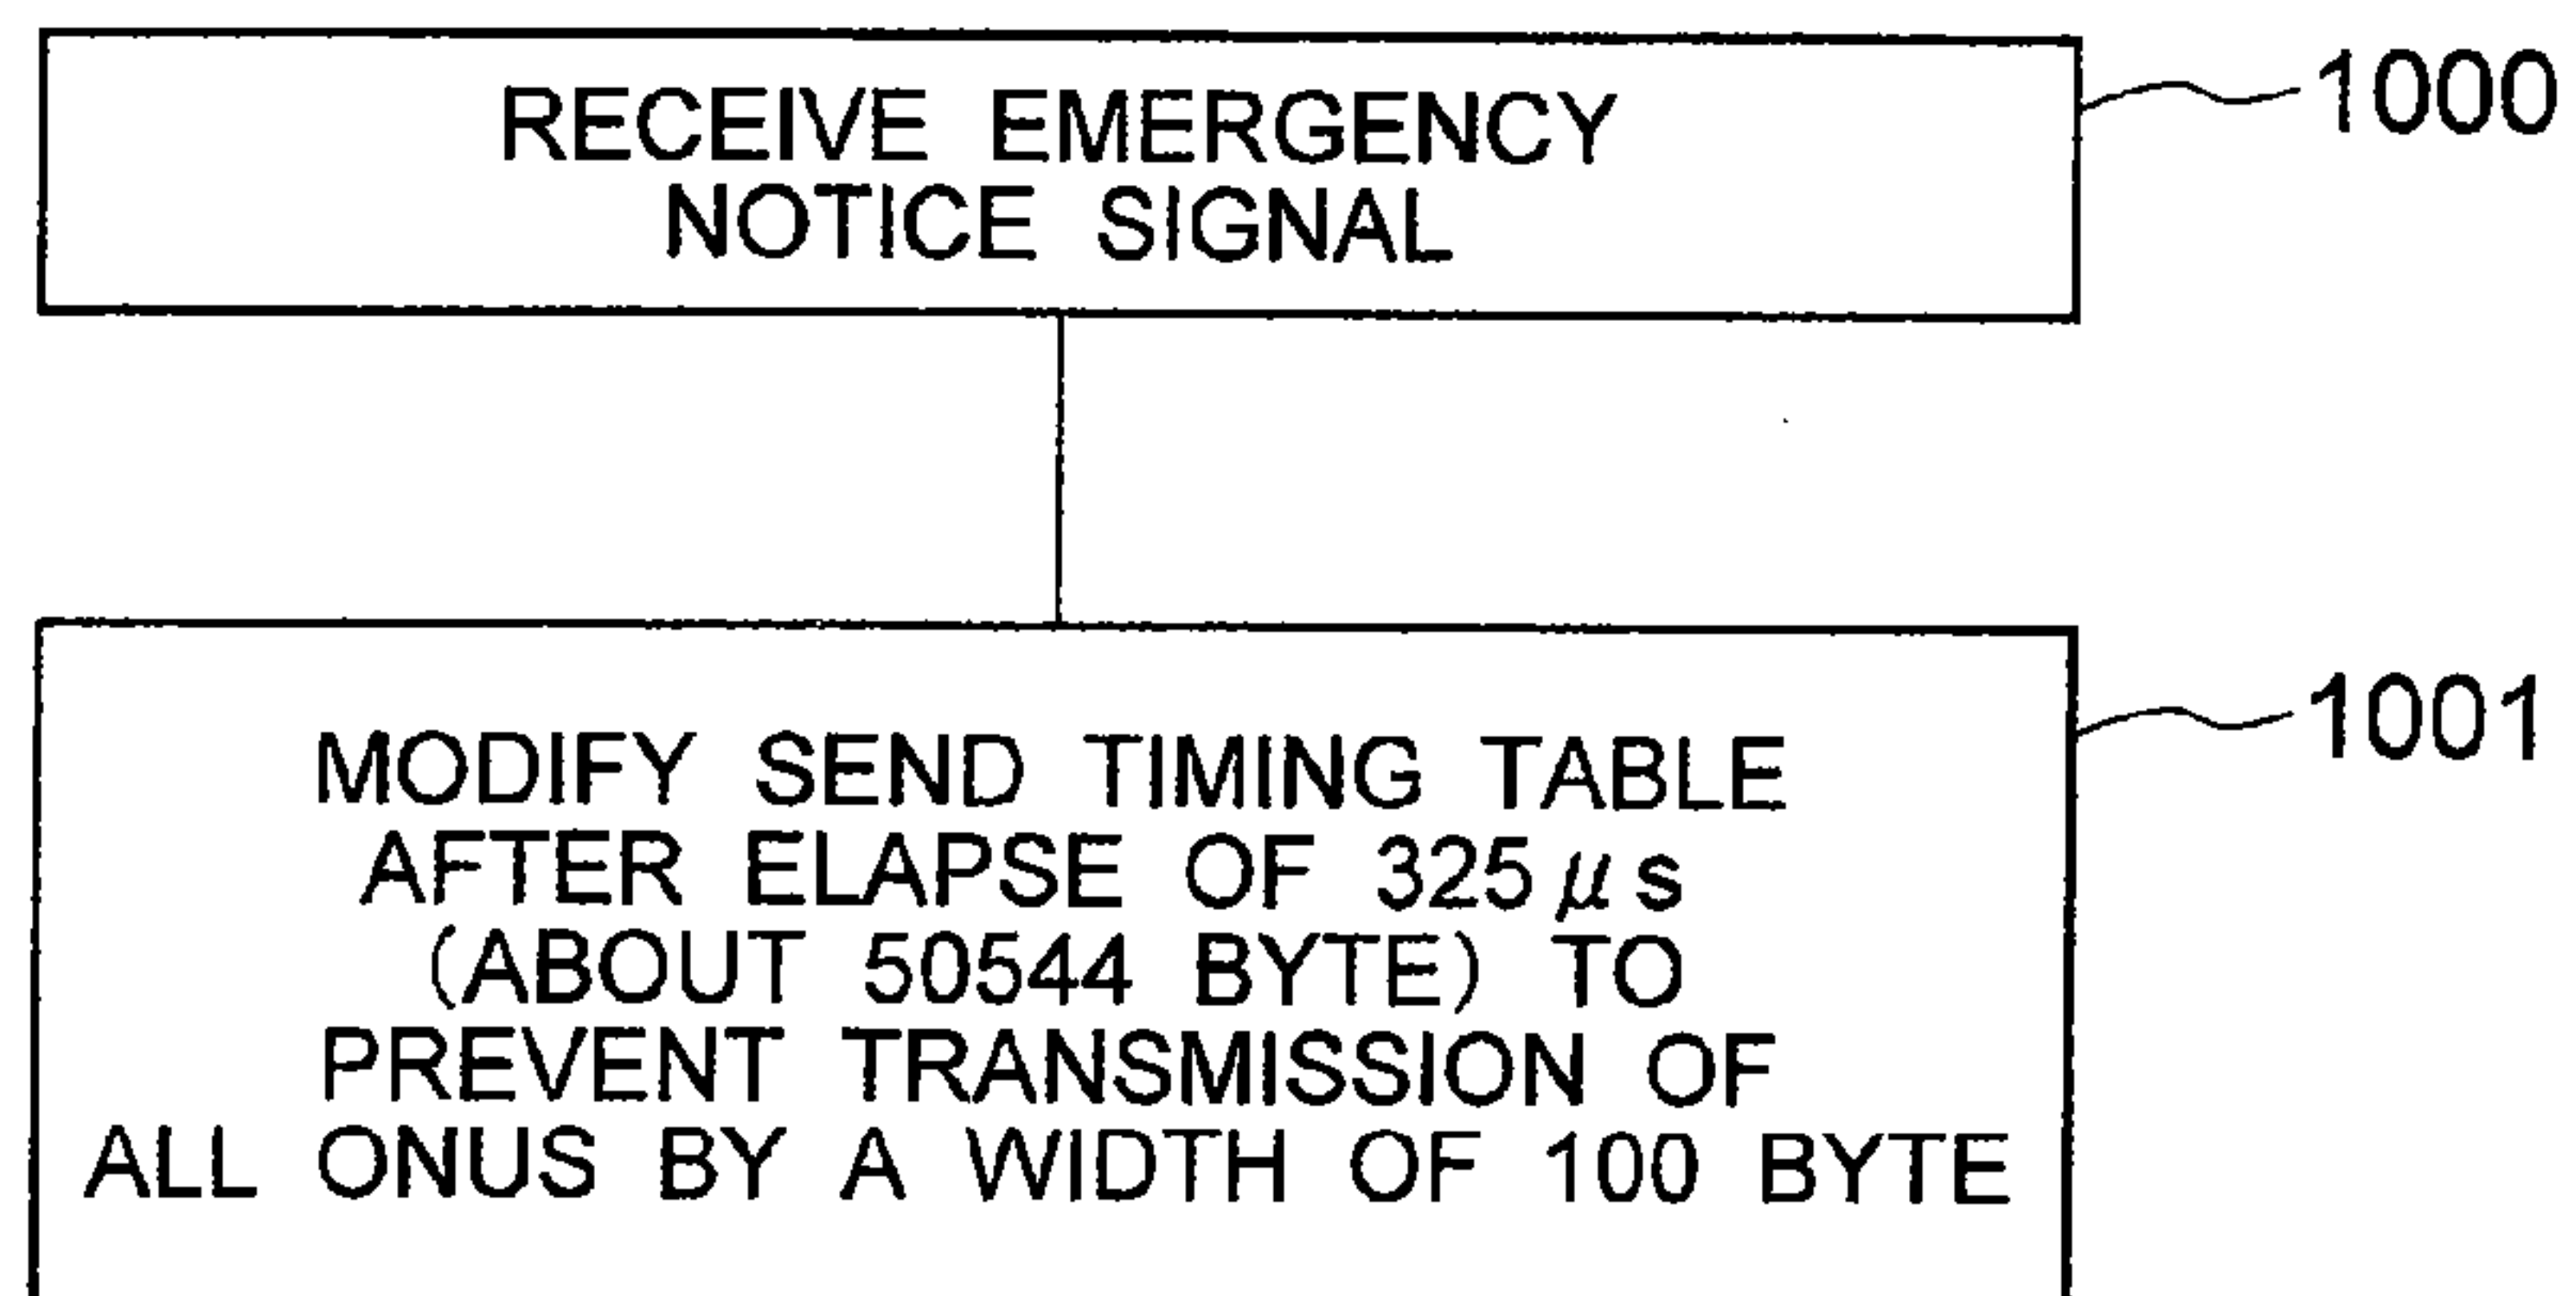 RECEIVE EMERGENCY
NOTICE SIGNAL
1000
MODIFY SEND TIMING TABLE
AFTER ELAPSE OF 325μs
(ABOUT 50544 BYTE) TO
PREVENT TRANSMISSION OF
ALL ONUS BY A WIDTH OF 100 BYTE
1001